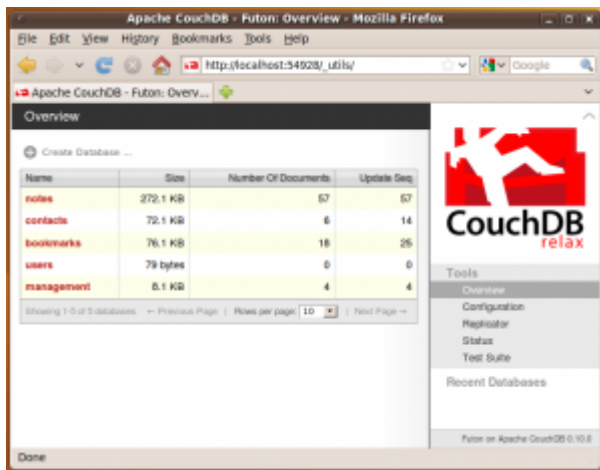 Apache CouchDB - Futon: Overview - Mozilla Firefox
File Edit View History Bookmarks Tools Help
http://localhost:54928/_utils/ Google
Apache CouchDB - Futon: Overv...
Overview
Create Database ...
Name Size Number Of Documents Update Seq
notes 272.1 KB 57 57
contacts 72.1 KB 6 14
bookmarks 76.1 KB 18 25
users 79 bytes 0 0
management 8.1 KB 4 4
Showing 1-5 of 5 databases ← Previous Page | Rows per page: 10 | Next Page →
CouchDB
relax
Tools
Overview
Configuration
Replicator
Status
Test Suite
Recent Databases
Futon on Apache CouchDB 0.10.0
Done